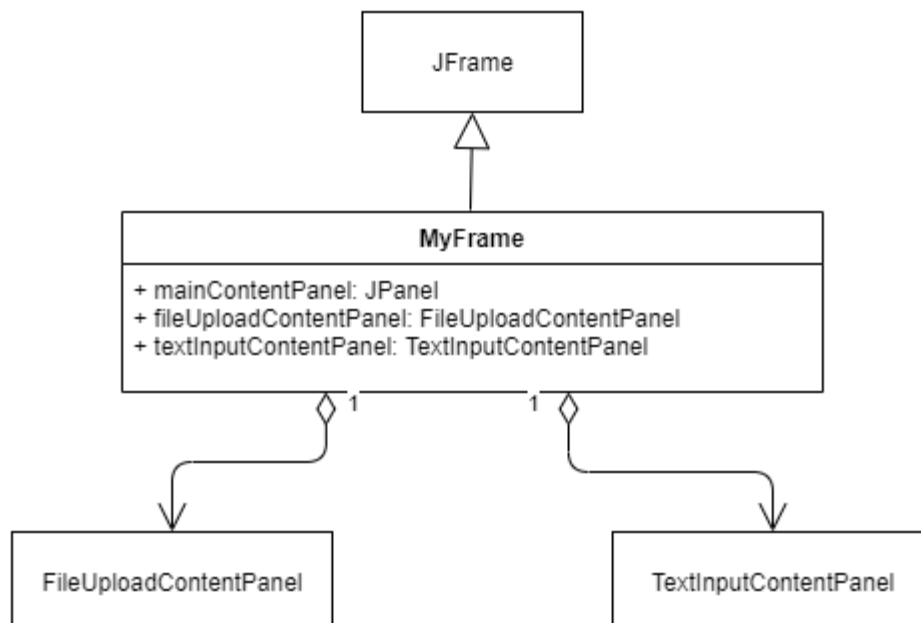 JFrame
MyFrame
+ mainContentPanel: JPanel
+ fileUploadContentPanel: FileUploadContentPanel
+ textInputContentPanel: TextInputContentPanel
1
1
FileUploadContentPanel
TextInputContentPanel